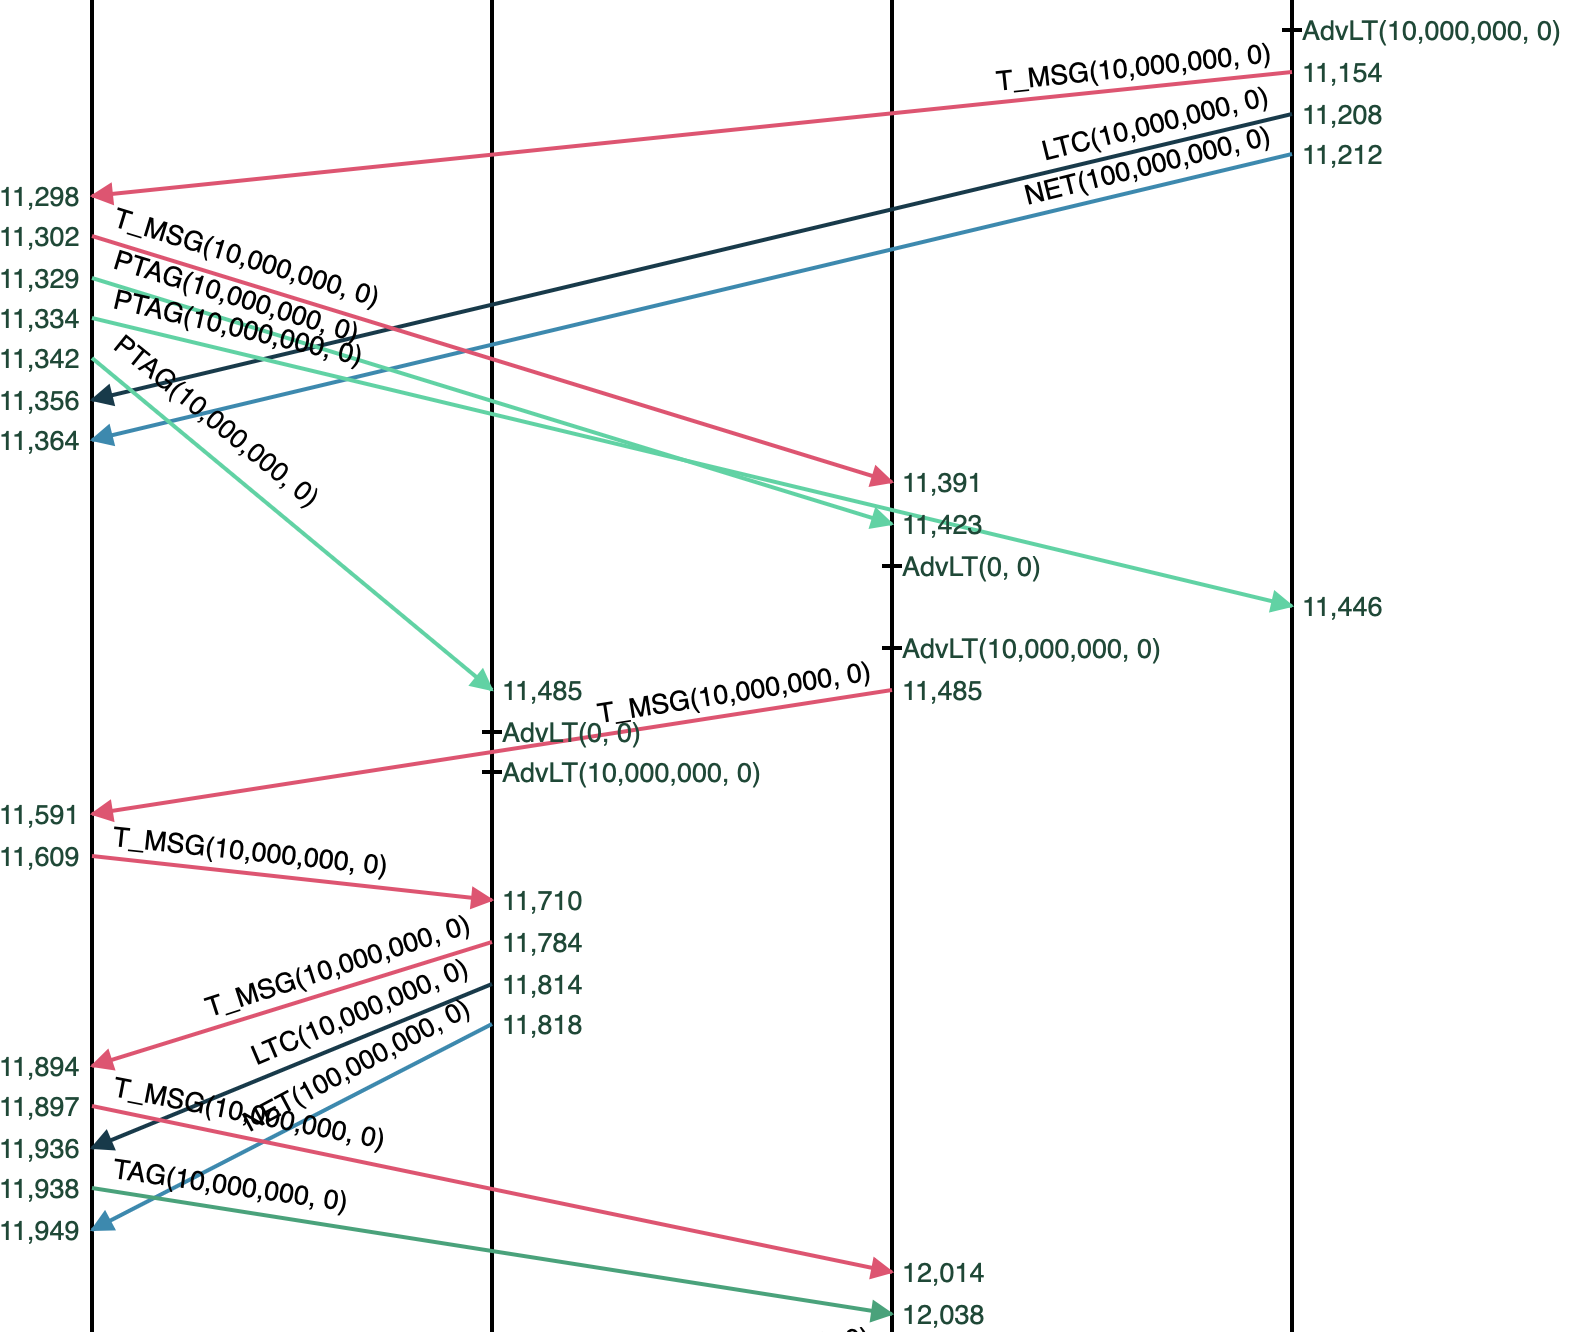 AdvLT(10,000,000, 0)
T_MSG(10,000,000, 0)
11,154
LTC(10,000,000, 0)
11,208
NET(100,000,000, 0)
11,212
11,298
T_MSG(10,000,000, 0)
11,302
PTAG(10,000,000, 0)
11,329
PTAG(10,000,000, 0)
11,334
PTAG(10,000,000, 0)
11,342
11,356
11,364
11,391
11,423
AdvLT(0, 0)
11,446
AdvLT(10,000,000, 0)
T_MSG(10,000,000, 0)
11,485
11,485
AdvLT(0, 0)
AdvLT(10,000,000, 0)
11,591
T_MSG(10,000,000, 0)
11,609
11,710
T_MSG(10,000,000, 0)
11,784
LTC(10,000,000, 0)
11,814
NET(100,000,000, 0)
11,818
11,894
T_MSG(10,000,000, 0)
11,897
11,936
TAG(10,000,000, 0)
11,938
11,949
12,014
12,038